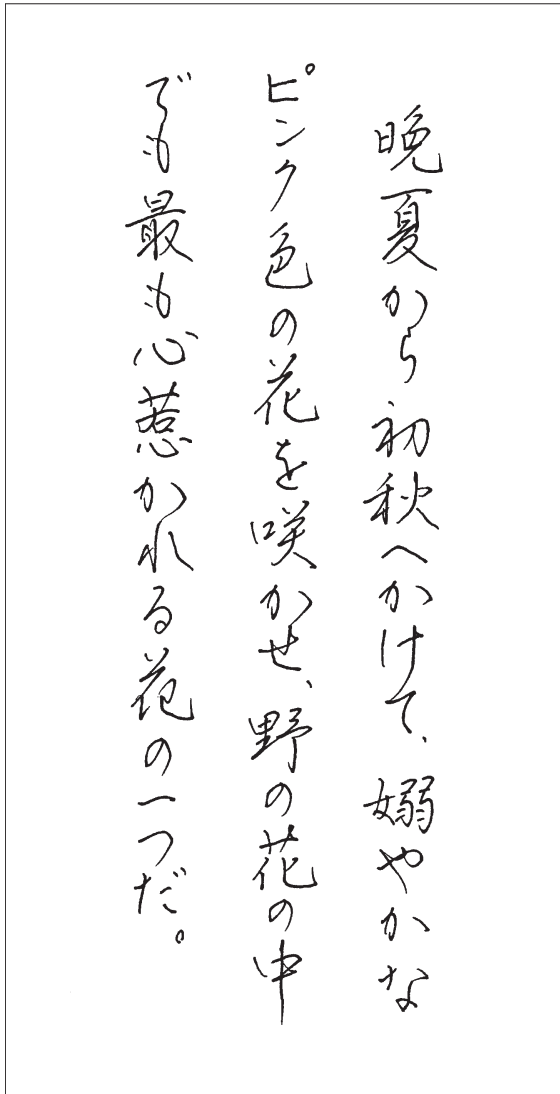 晩夏から初秋へかけて、嫋やかな
ピンク色の花を咲かせ、野の花の中
でも最も心惹かれる花の一つだ。